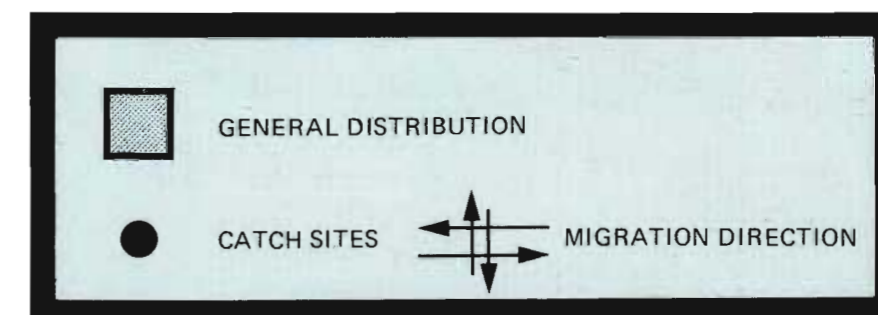 GENERAL DISTRIBUTION
CATCH SITES
MIGRATION DIRECTION